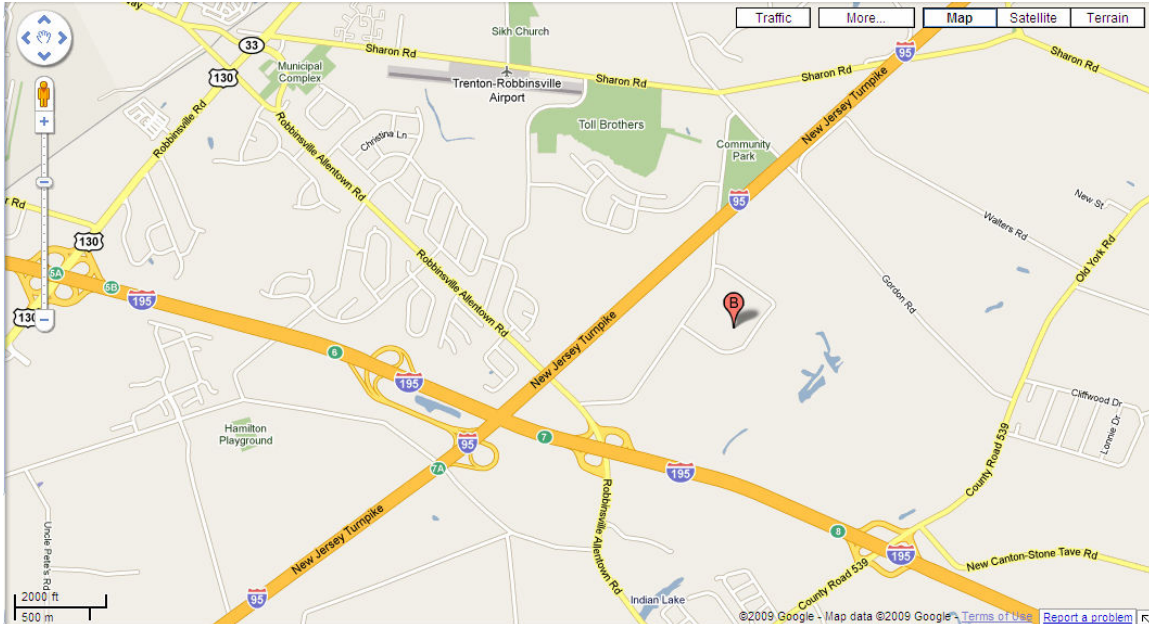 Traffic
More...
Map
Satellite
Terrain
way
33
130
Sikh Church
Sharon Rd
95
Municipal
Complex
Trenton-Robbinsville
Airport
Sharon Rd
Sharon Rd
Sharon Rd
Robbinsville Rd
Christina Ln
Robbinsville Allentown Rd
Toll Brothers
Community
Park
New Jersey Turnpike
95
New St
r Rd
130
Walters Rd
Old York Rd
Robbinsville Allentown Rd
Gordon Rd
5A
5B
195
130
B
New Jersey Turnpike
6
195
Cliffwood Dr
Lonnie Dr
Hamilton
Playground
95
7
7A
195
County Road 539
Robbinsville Allentown Rd
Uncle Pete's Rd
New Jersey Turnpike
8
195
New Canton-Stone Tave Rd
County Road 539
95
Indian Lake
2000 ft
500 m
©2009 Google - Map data ©2009 Google - Terms of Use
Report a problem